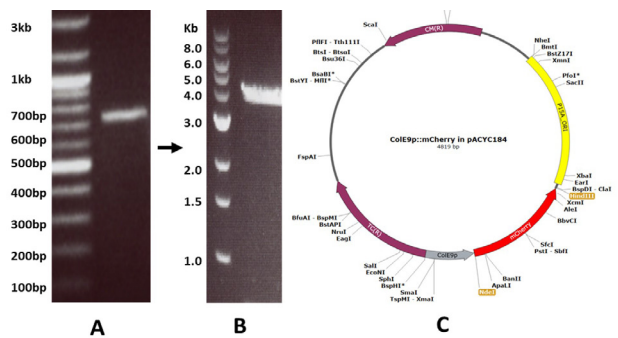 3kb
1kb
700bp
600bp
500bp
400bp
300bp
200bp
100bp
A
Kb
8.0
6.0
5.0
4.0
3.0
2.0
1.5
1.0
B
ScaI
CM(R)
PflFI - Tth111I
BtsI - BtsuI
Bsu36I
BsaBI*
BstYI - MflI*
FspAI
NheI
BmtI
BstZ17I
XmnI
PfoI*
SacII
P15A ORI
ColE9p::mCherry in pACYC184
4819 bp
XbaI
EarI
BspDI - ClaI
HindIII
XcmI
AleI
BbvCI
mCherry
SfcI
PstI - SbfI
BanII
ApaLI
NdeI
ColE9p
TC(R)
BfuAI - BspMI
BstAPI
NruI
EagI
SalI
EcoNI
SphI
BspHI*
SmaI
TspMI - XmaI
C